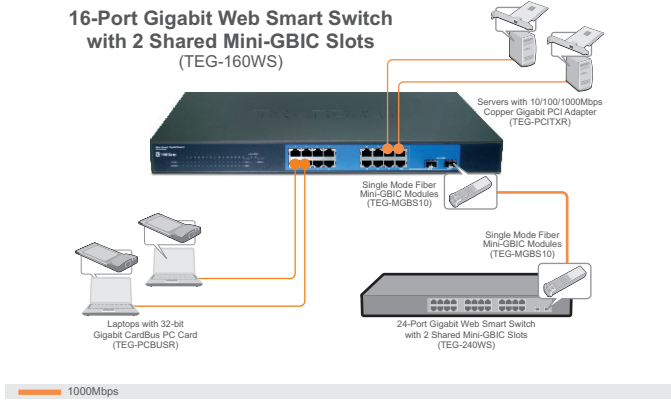 16-Port Gigabit Web Smart Switch
with 2 Shared Mini-GBIC Slots
(TEG-160WS)
Servers with 10/100/1000Mbps
Copper Gigabit PCI Adapter
(TEG-PCITXR)
Single Mode Fiber
Mini-GBIC Modules
(TEG-MGBS10)
Single Mode Fiber
Mini-GBIC Modules
(TEG-MGBS10)
Laptops with 32-bit
Gigabit CardBus PC Card
(TEG-PCBUSR)
24-Port Gigabit Web Smart Switch
with 2 Shared Mini-GBIC Slots
(TEG-240WS)
1000Mbps